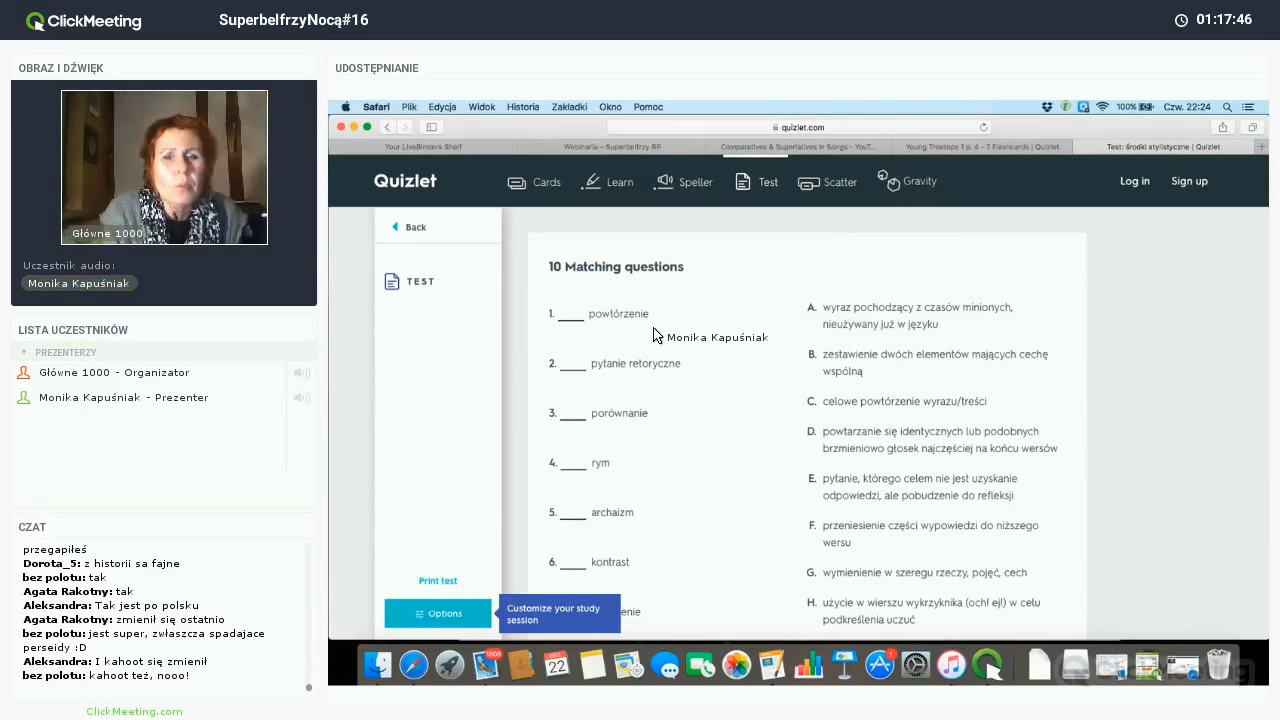 ClickMeeting
SuperbelfrzyNocą#16
01:17:46
OBRAZ I DŹWIĘK
Główne 1000
Uczestnik audio:
Monika Kapuśniak
LISTA UCZESTNIKÓW
PREZENTERZY
Główne 1000 - Organizator
Monika Kapuśniak - Prezenter
CZAT
przegapiłeś
Dorota_5: z historii sa fajne
bez polotu: tak
Agata Rakotny: tak
Aleksandra: Tak jest po polsku
Agata Rakotny: zmienił się ostatnio
bez polotu: jest super, zwłaszcza spadajace
perseidy :D
Aleksandra: I kahoot się zmienił
bez polotu: kahoot też, nooo!
ClickMeeting.com
UDOSTĘPNIANIE
Safari Plik Edycja Widok Historia Zakładki Okno Pomoc
100% Czw. 22:24
quizlet.com
Your LiveBinders Shelf
Webinaria – Superbelfrzy RP
Comparatives & Superlatives in Songs - YouT...
Young Treetops 1 p. 4 – 7 Flashcards | Quizlet
Test: środki stylistyczne | Quizlet
Quizlet
Cards
Learn
Speller
Test
Scatter
Gravity
Log in
Sign up
Back
TEST
Print test
Options
Customize your study
session
10 Matching questions
1. ____ powtórzenie
Monika Kapuśniak
2. ____ pytanie retoryczne
3. ____ porównanie
4. ____ rym
5. ____ archaizm
6. ____ kontrast
enie
A. wyraz pochodzący z czasów minionych,
nieużywany już w języku
B. zestawienie dwóch elementów mających cechę
wspólną
C. celowe powtórzenie wyrazu/treści
D. powtarzanie się identycznych lub podobnych
brzmieniowo głosek najczęściej na końcu wersów
E. pytanie, którego celem nie jest uzyskanie
odpowiedzi, ale pobudzenie do refleksji
F. przeniesienie części wypowiedzi do niższego
wersu
G. wymienienie w szeregu rzeczy, pojęć, cech
H. użycie w wierszu wykrzyknika (och! ej!) w celu
podkreślenia uczuć
22
1
ClickMeeting